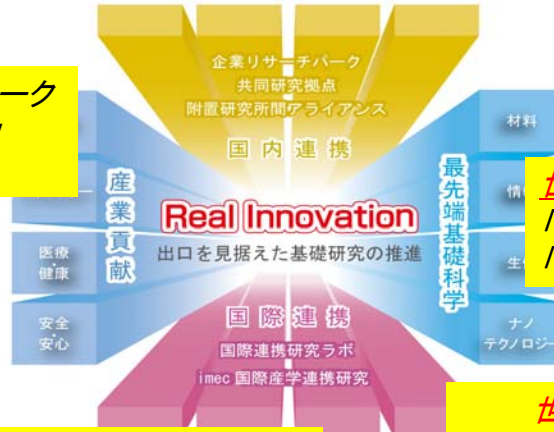 企業リサーチパーク
共同研究拠点
附置研究所間アライアンス
国内連携
ーク
産業貢献
医療
健康
安全
安心
Real Innovation
出口を見据えた基礎研究の推進
最先端基礎科学
材料
ナノ
テクノロジー
国際連携
国際連携研究ラボ
imec 国際産学連携研究